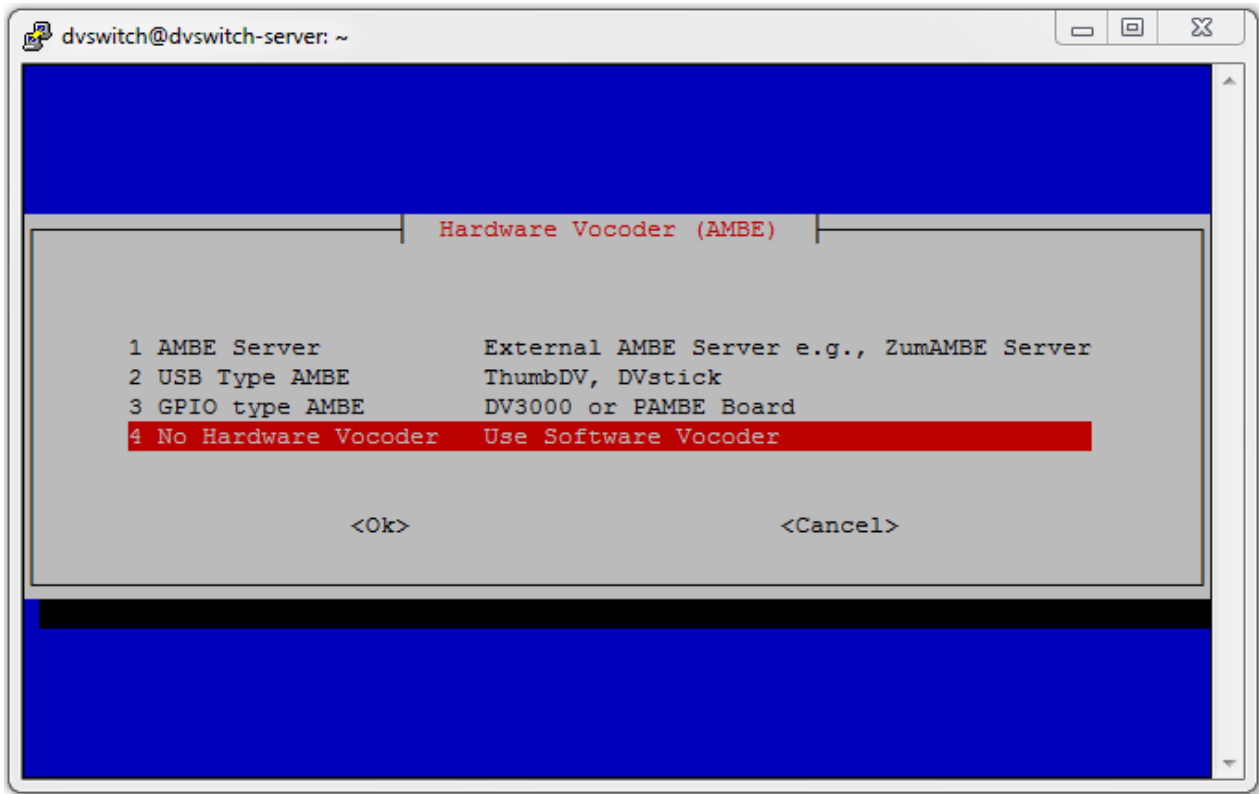 dvswitch@dvswitch-server: ~
Hardware Vocoder (AMBE)
1 AMBE Server External AMBE Server e.g., ZumAMBE Server
2 USB Type AMBE ThumbDV, DVstick
3 GPIO type AMBE DV3000 or PAMBE Board
4 No Hardware Vocoder Use Software Vocoder
<Ok> <Cancel>